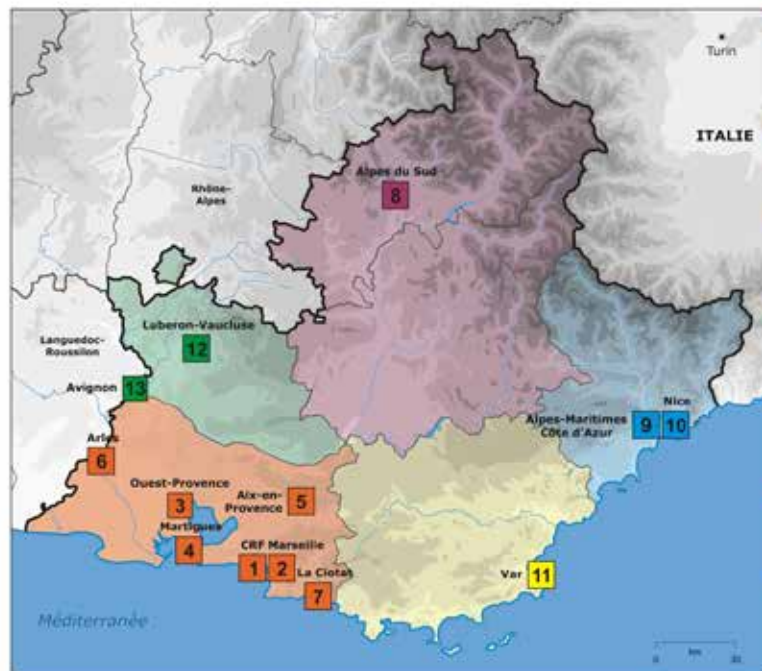 Turin
ITALIE
Alpes du Sud
8
Rhône-
Alpes
Luberon-Vaucluse
12
Languedoc-
Roussillon
Avignon
13
Nice
Alpes-Maritimes
Côte d'Azur
9
10
Arles
6
Ouest-Provence
3
Aix-en-
Provence
5
Martigues
4
CRF Marseille
1
2
La Ciotat
7
Var
11
Méditerranée
km
0